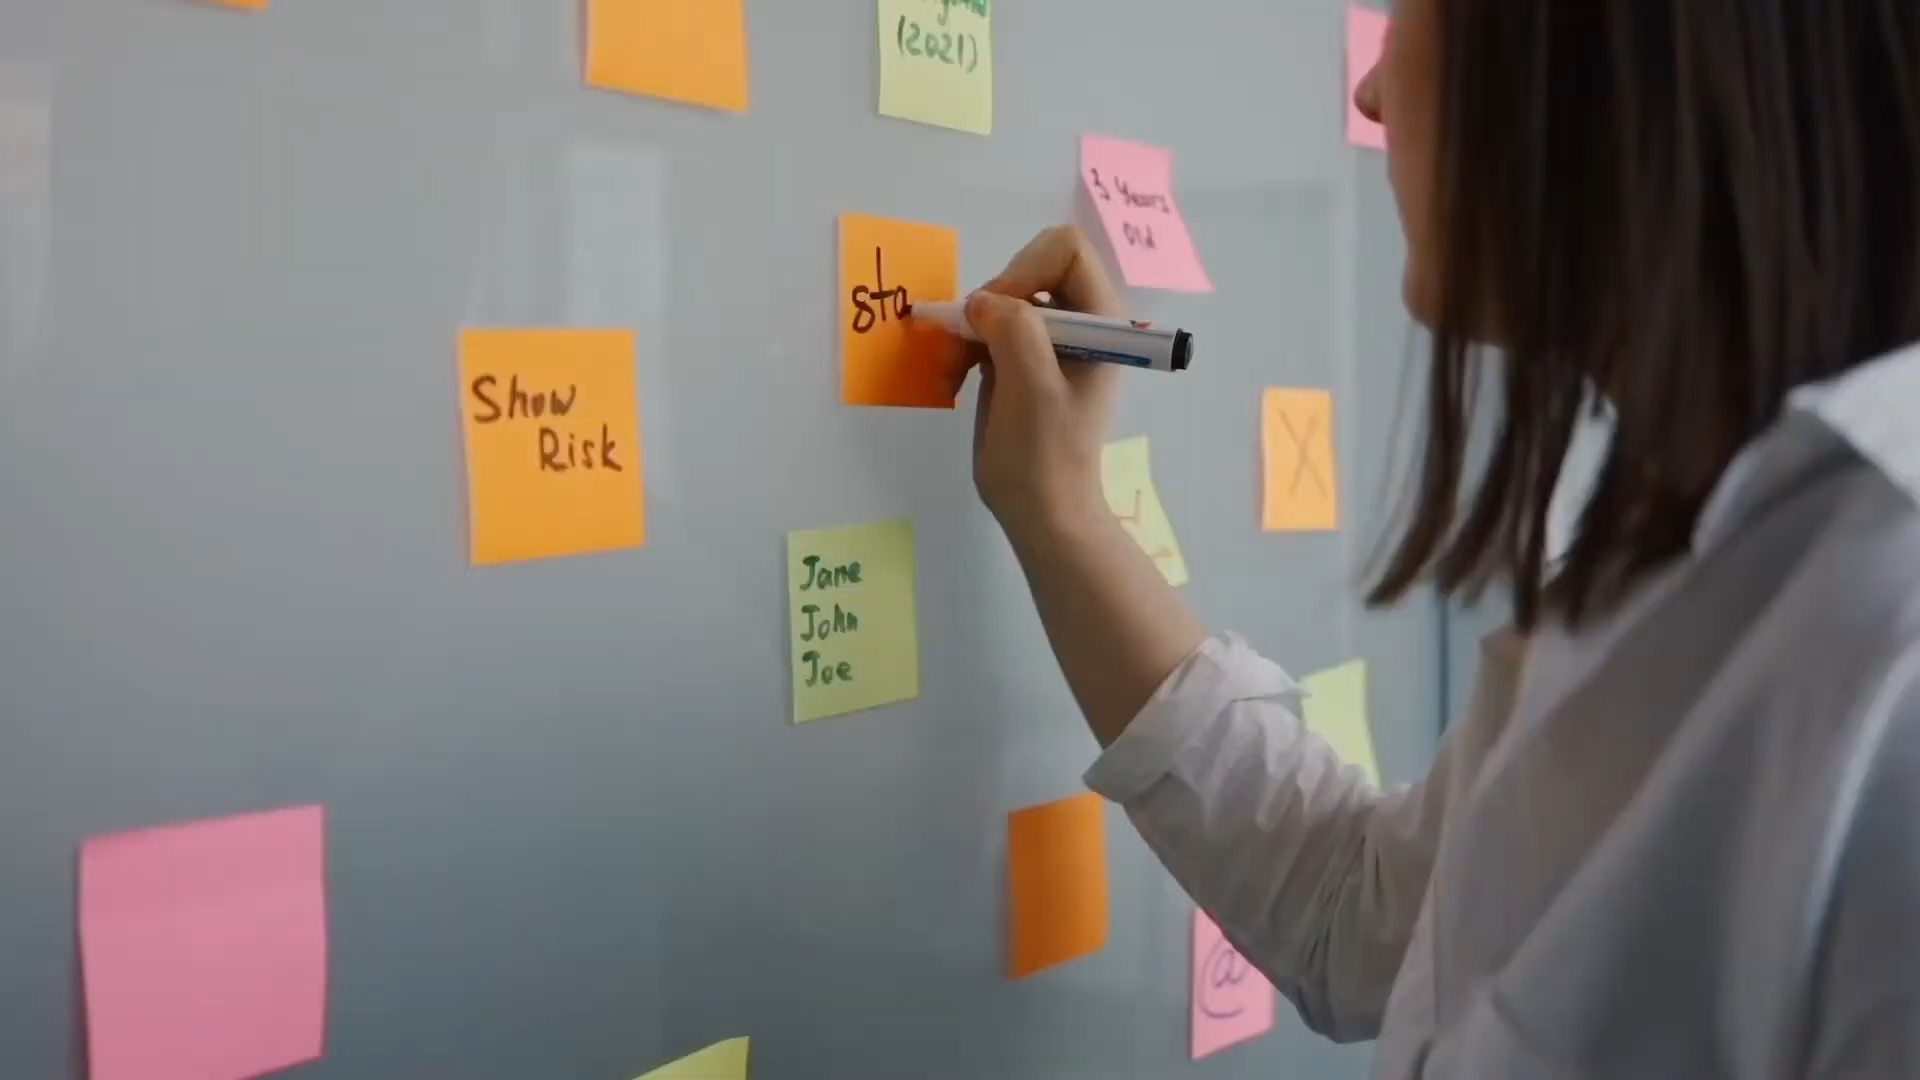 (2021)
3 Years
Old
sta
Show
Risk
Jane
John
Joe
X
@